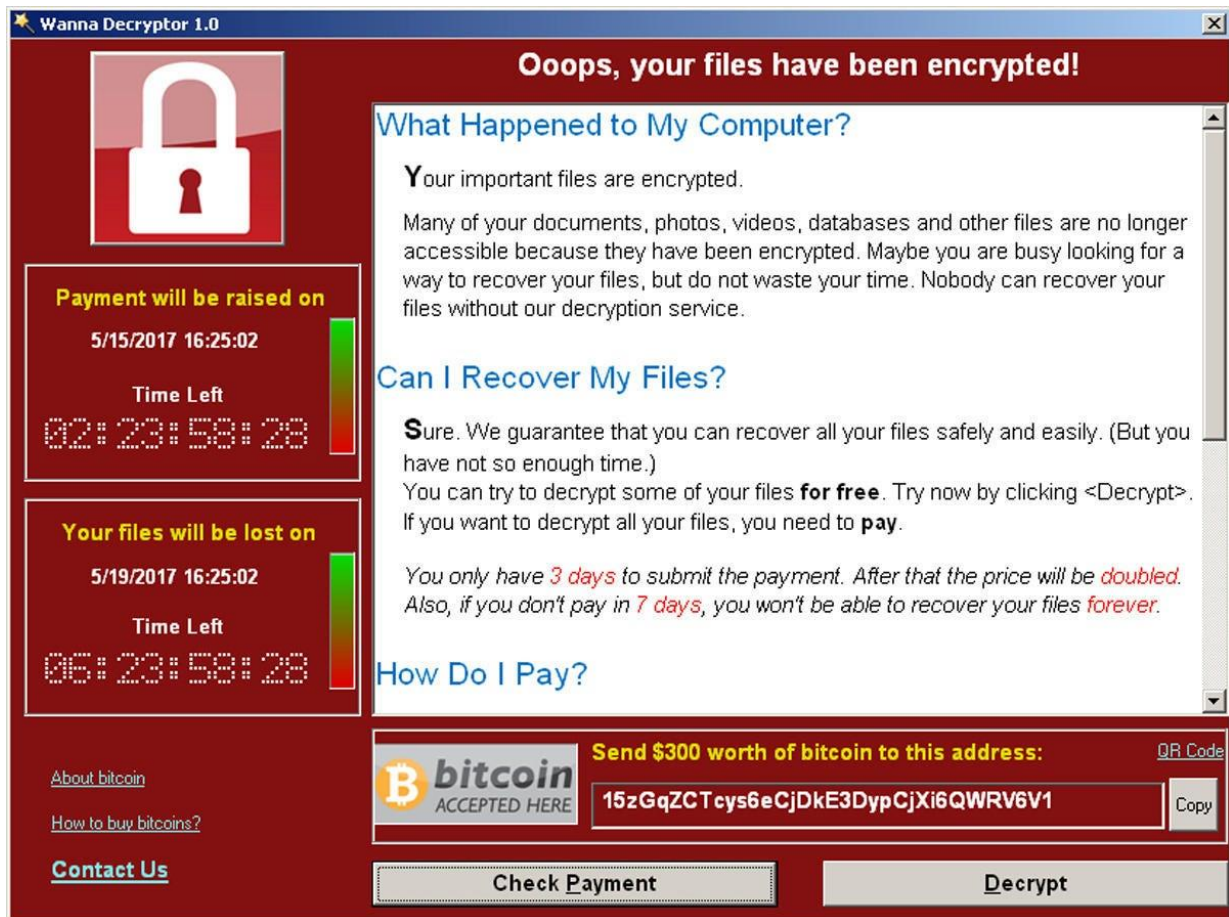 Wanna Decryptor 1.0
Ooops, your files have been encrypted!
Payment will be raised on
5/15/2017 16:25:02
Time Left
02:23:58:28
Your files will be lost on
5/19/2017 16:25:02
Time Left
06:23:58:28
About bitcoin
How to buy bitcoins?
Contact Us
What Happened to My Computer?
Your important files are encrypted.
Many of your documents, photos, videos, databases and other files are no longer
accessible because they have been encrypted. Maybe you are busy looking for a
way to recover your files, but do not waste your time. Nobody can recover your
files without our decryption service.
Can I Recover My Files?
Sure. We guarantee that you can recover all your files safely and easily. (But you
have not so enough time.)
You can try to decrypt some of your files for free. Try now by clicking <Decrypt>.
If you want to decrypt all your files, you need to pay.
You only have 3 days to submit the payment. After that the price will be doubled.
Also, if you don't pay in 7 days, you won't be able to recover your files forever.
How Do I Pay?
bitcoin
ACCEPTED HERE
Send $300 worth of bitcoin to this address:
QR Code
15zGqZCTcys6eCjDkE3DypCjXi6QWRV6V1
Copy
Check Payment
Decrypt